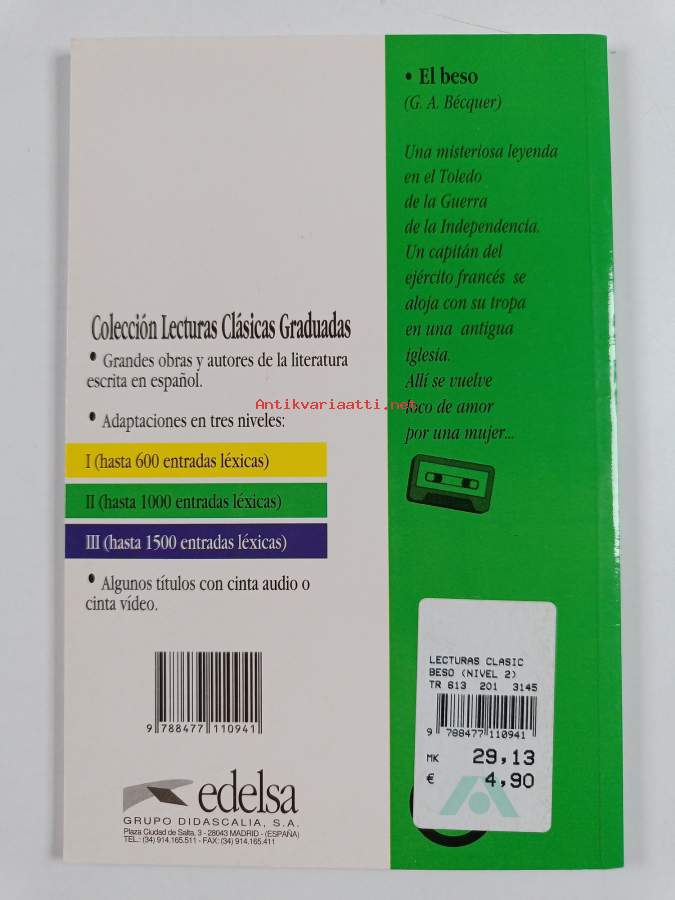 • El beso
(G. A. Bécquer)
Una misteriosa leyenda
en el Toledo
de la Guerra
de la Independencia.
Un capitán del
ejército francés se
aloja con su tropa
en una antigua
iglesia.
Allí se vuelve
loco de amor
por una mujer...
Colección Lecturas Clásicas Graduadas
• Grandes obras y autores de la literatura
escrita en español.
• Adaptaciones en tres niveles:
I (hasta 600 entradas léxicas)
II (hasta 1000 entradas léxicas)
III (hasta 1500 entradas léxicas)
• Algunos títulos con cinta audio o
cinta vídeo.
9 788477 110941
edelsa
GRUPO DIDASCALIA, S.A.
Plaza Ciudad de Salta, 3 - 28043 MADRID - (ESPAÑA)
TEL.: (34) 914.165.511 - FAX: (34) 914.165.411
LECTURAS CLASIC
BESO (NIVEL 2)
TR 613 201 3145
9 788477 110941
MK 29,13
€ 4,90
Antikvariaatti.net